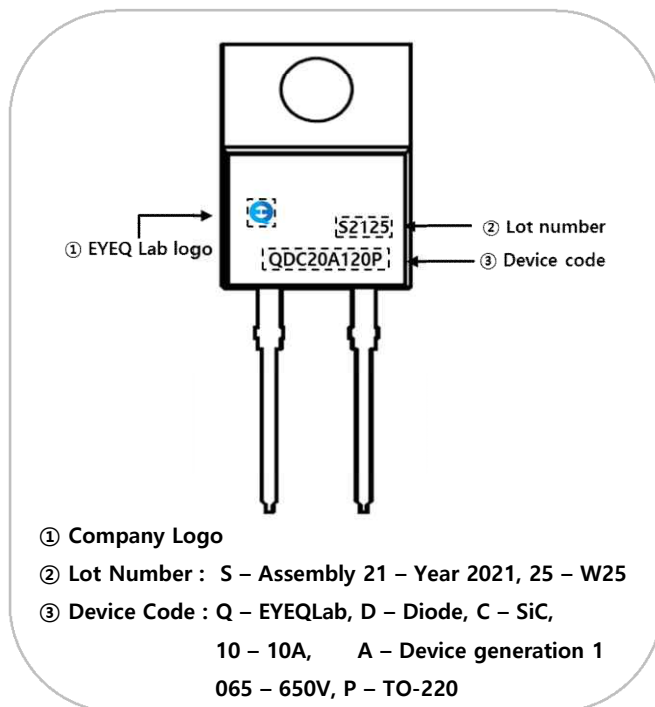 S2125
① EYEQ Lab logo
② Lot number
QDC20A120P
③ Device code
① Company Logo
② Lot Number : S – Assembly 21 – Year 2021, 25 – W25
③ Device Code : Q – EYEQLab, D – Diode, C – SiC,
10 – 10A, A – Device generation 1
065 – 650V, P – TO-220